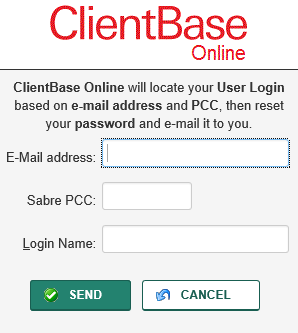 ClientBase
Online
ClientBase Online will locate your User Login
based on e-mail address and PCC, then reset
your password and e-mail it to you.
E-Mail address:
Sabre PCC:
Login Name:
SEND CANCEL